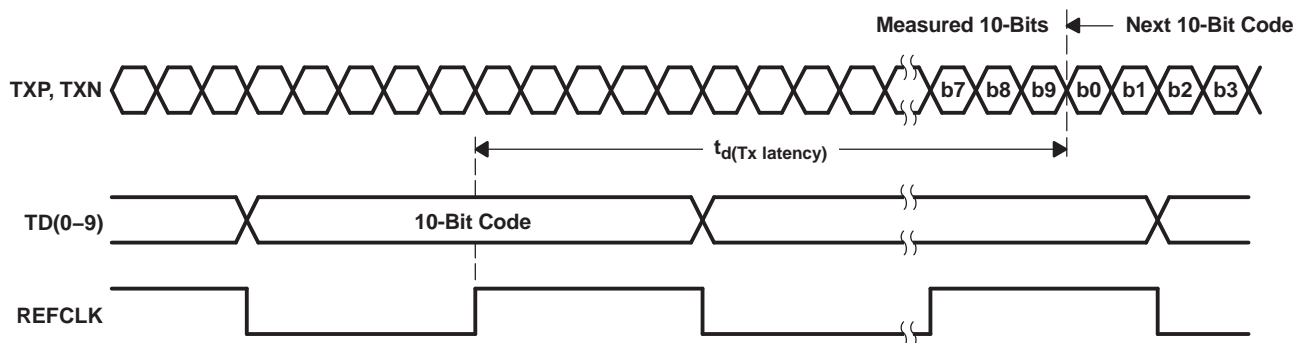 Measured 10-Bits Next 10-Bit Code
TXP, TXN b7 b8 b9 b0 b1 b2 b3
td(Tx latency)
TD(0–9) 10-Bit Code
REFCLK